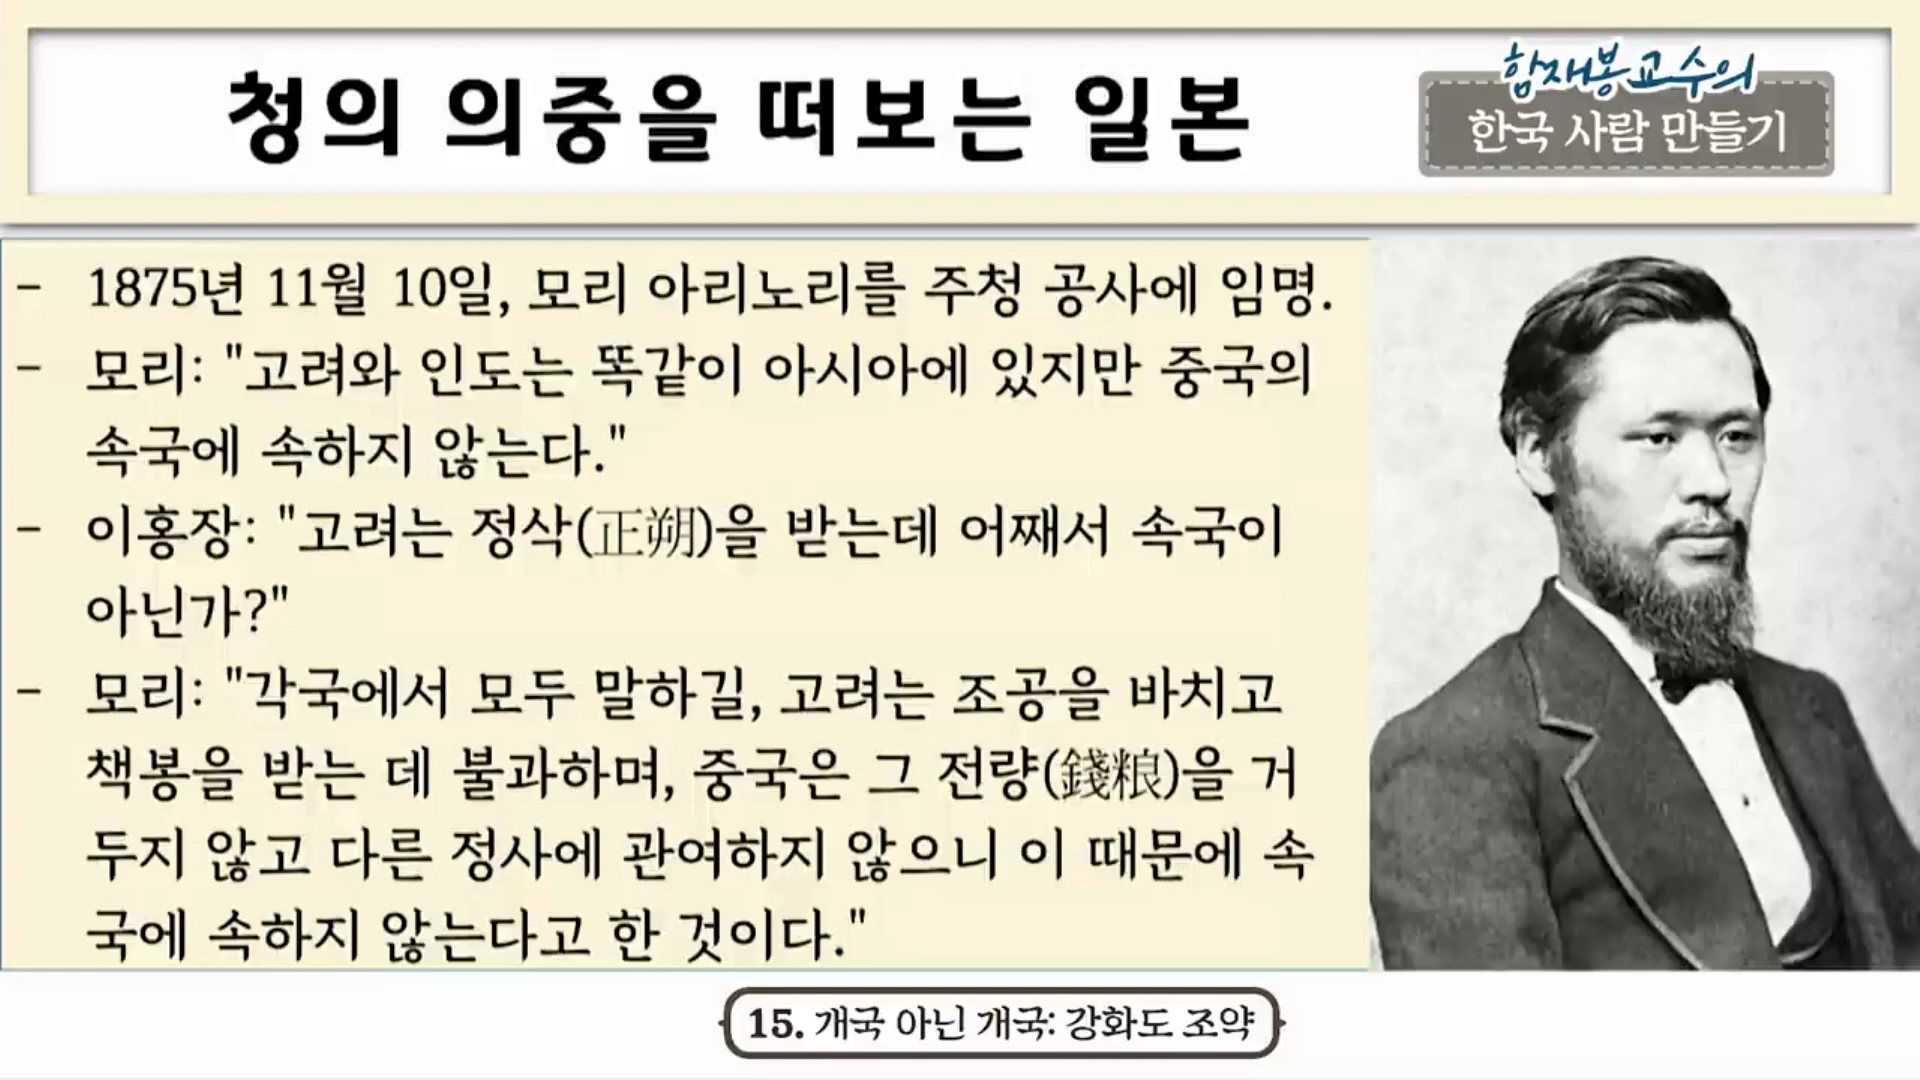 청의 의중을 떠보는 일본
함재봉교수의
한국 사람 만들기
- 1875년 11월 10일, 모리 아리노리를 주청 공사에 임명.
- 모리: "고려와 인도는 똑같이 아시아에 있지만 중국의
속국에 속하지 않는다."
- 이홍장: "고려는 정삭(正朔)을 받는데 어째서 속국이
아닌가?"
- 모리: "각국에서 모두 말하길, 고려는 조공을 바치고
책봉을 받는 데 불과하며, 중국은 그 전량(錢粮)을 거
두지 않고 다른 정사에 관여하지 않으니 이 때문에 속
국에 속하지 않는다고 한 것이다."
15. 개국 아닌 개국: 강화도 조약